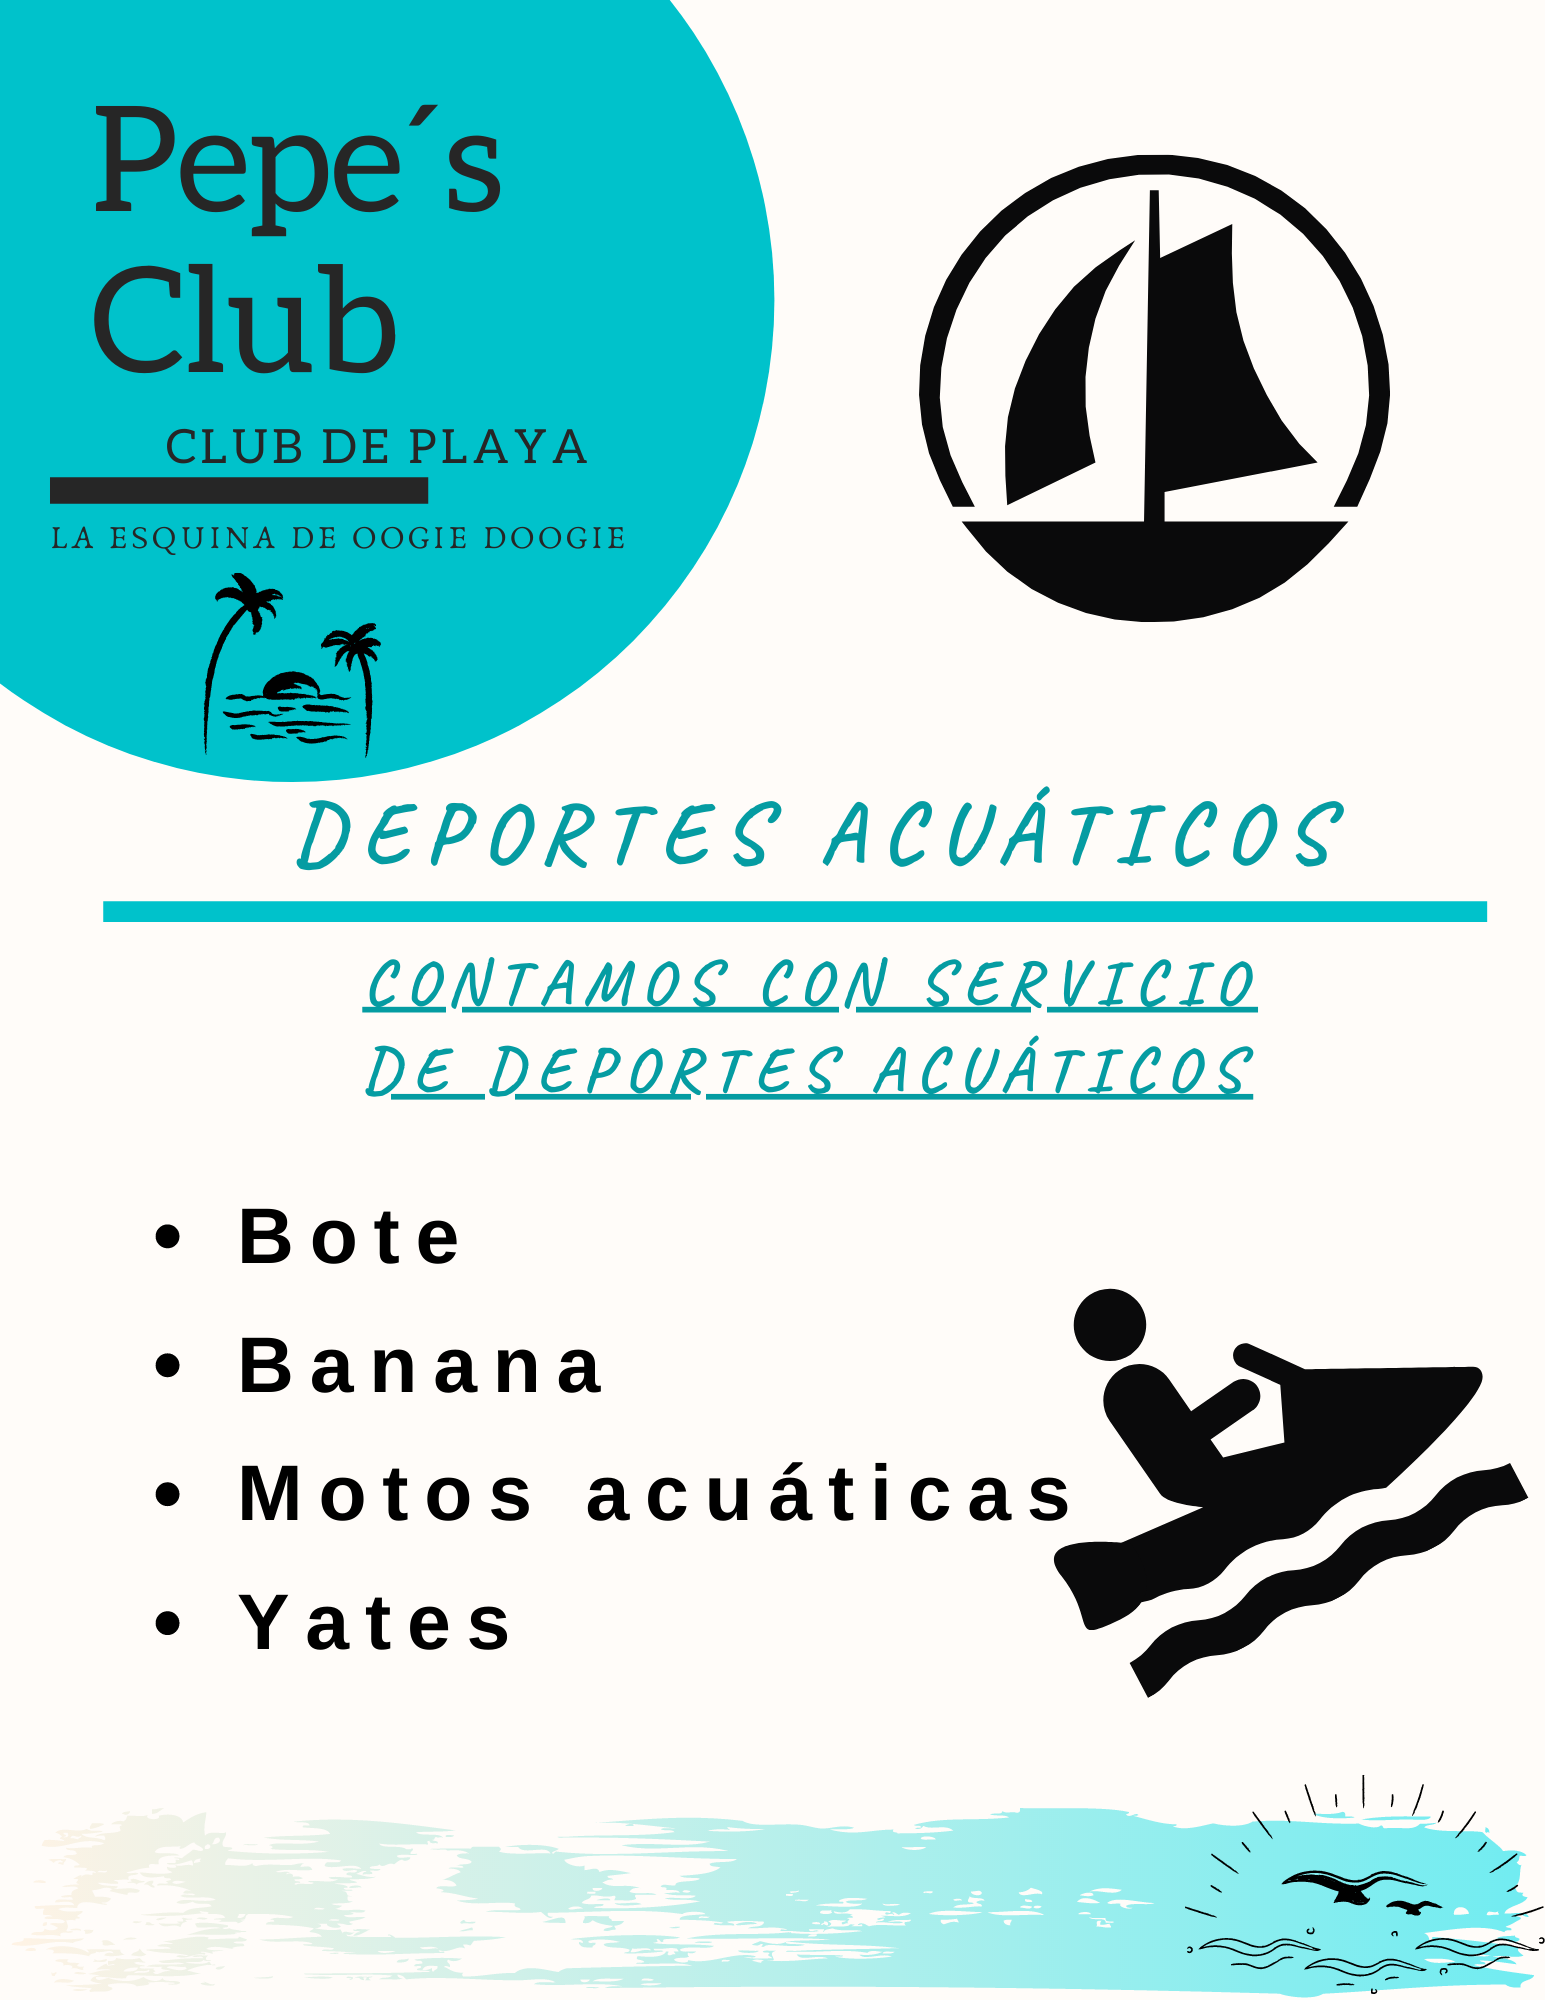 Pepe´s
Club
CLUB DE PLAYA
LA ESQUINA DE OOGIE DOOGIE
DEPORTES ACUÁTICOS
CONTAMOS CON SERVICIO
DE DEPORTES ACUÁTICOS
• Bote
• Banana
• Motos acuáticas
• Yates